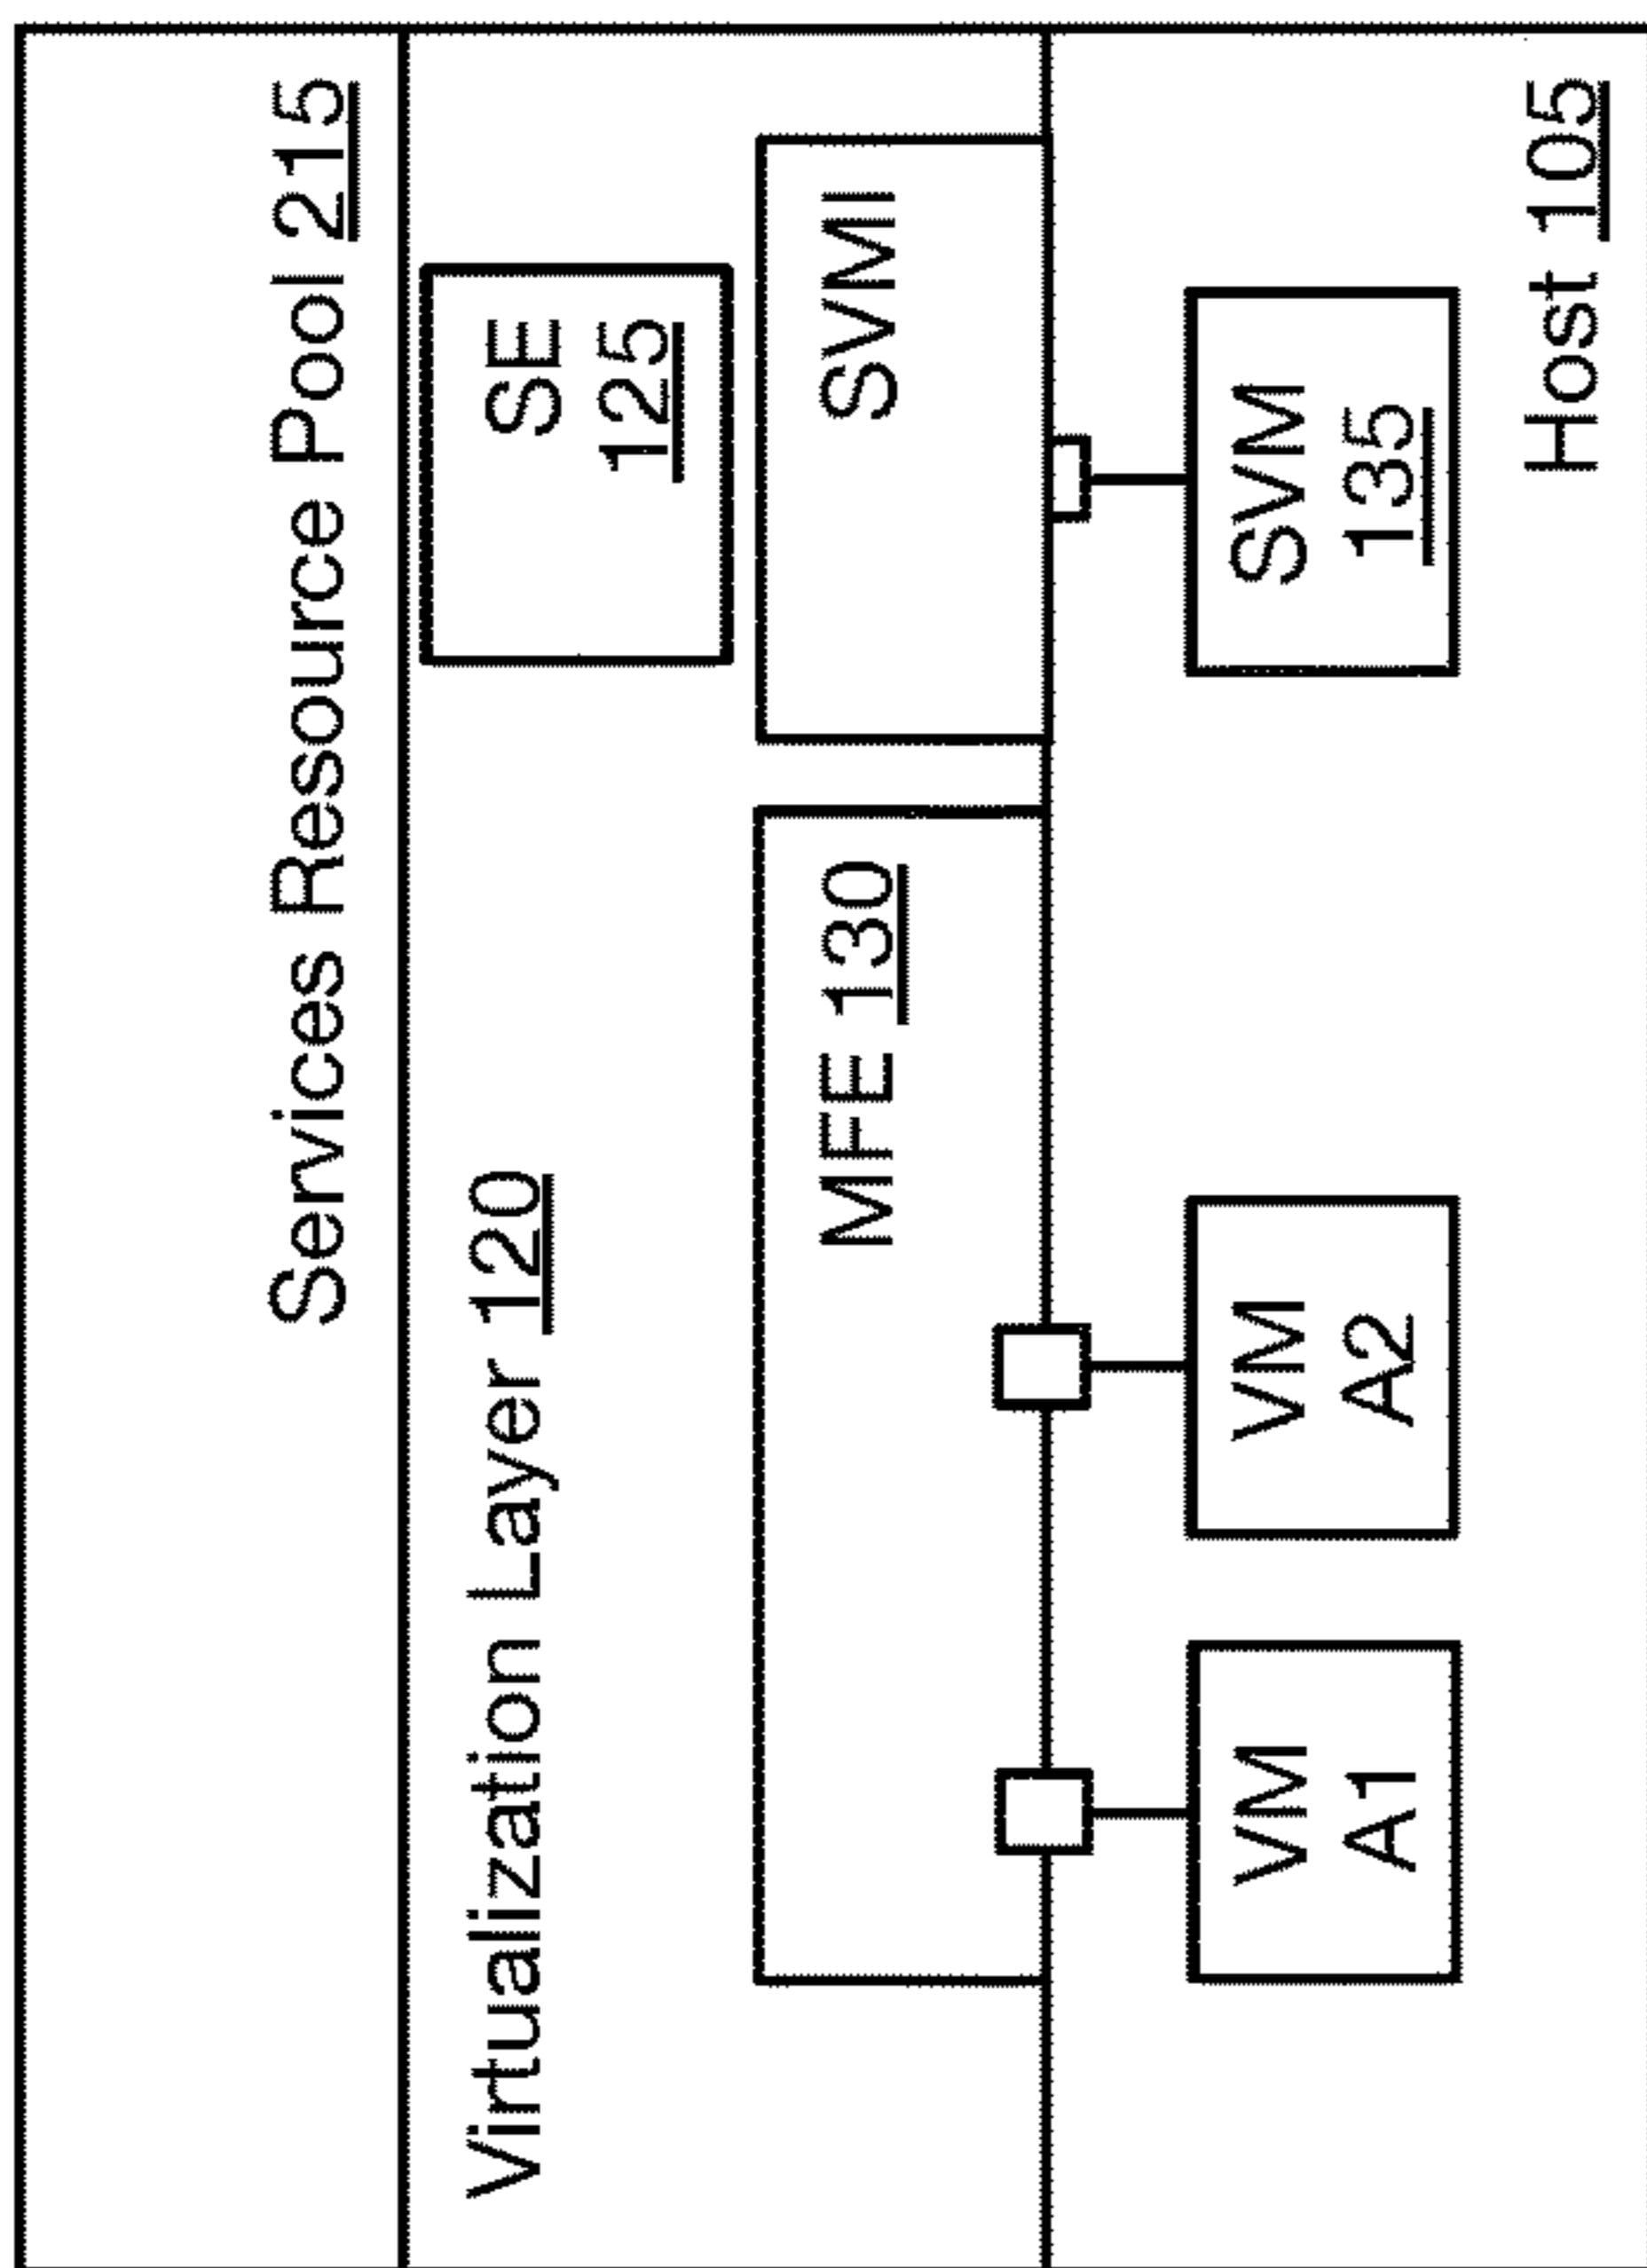 Services Resource Pool 215
Virtualization Layer 120
SE
125
MFE 130
SVMI
VM
A1
VM
A2
SVM
135
Host 105